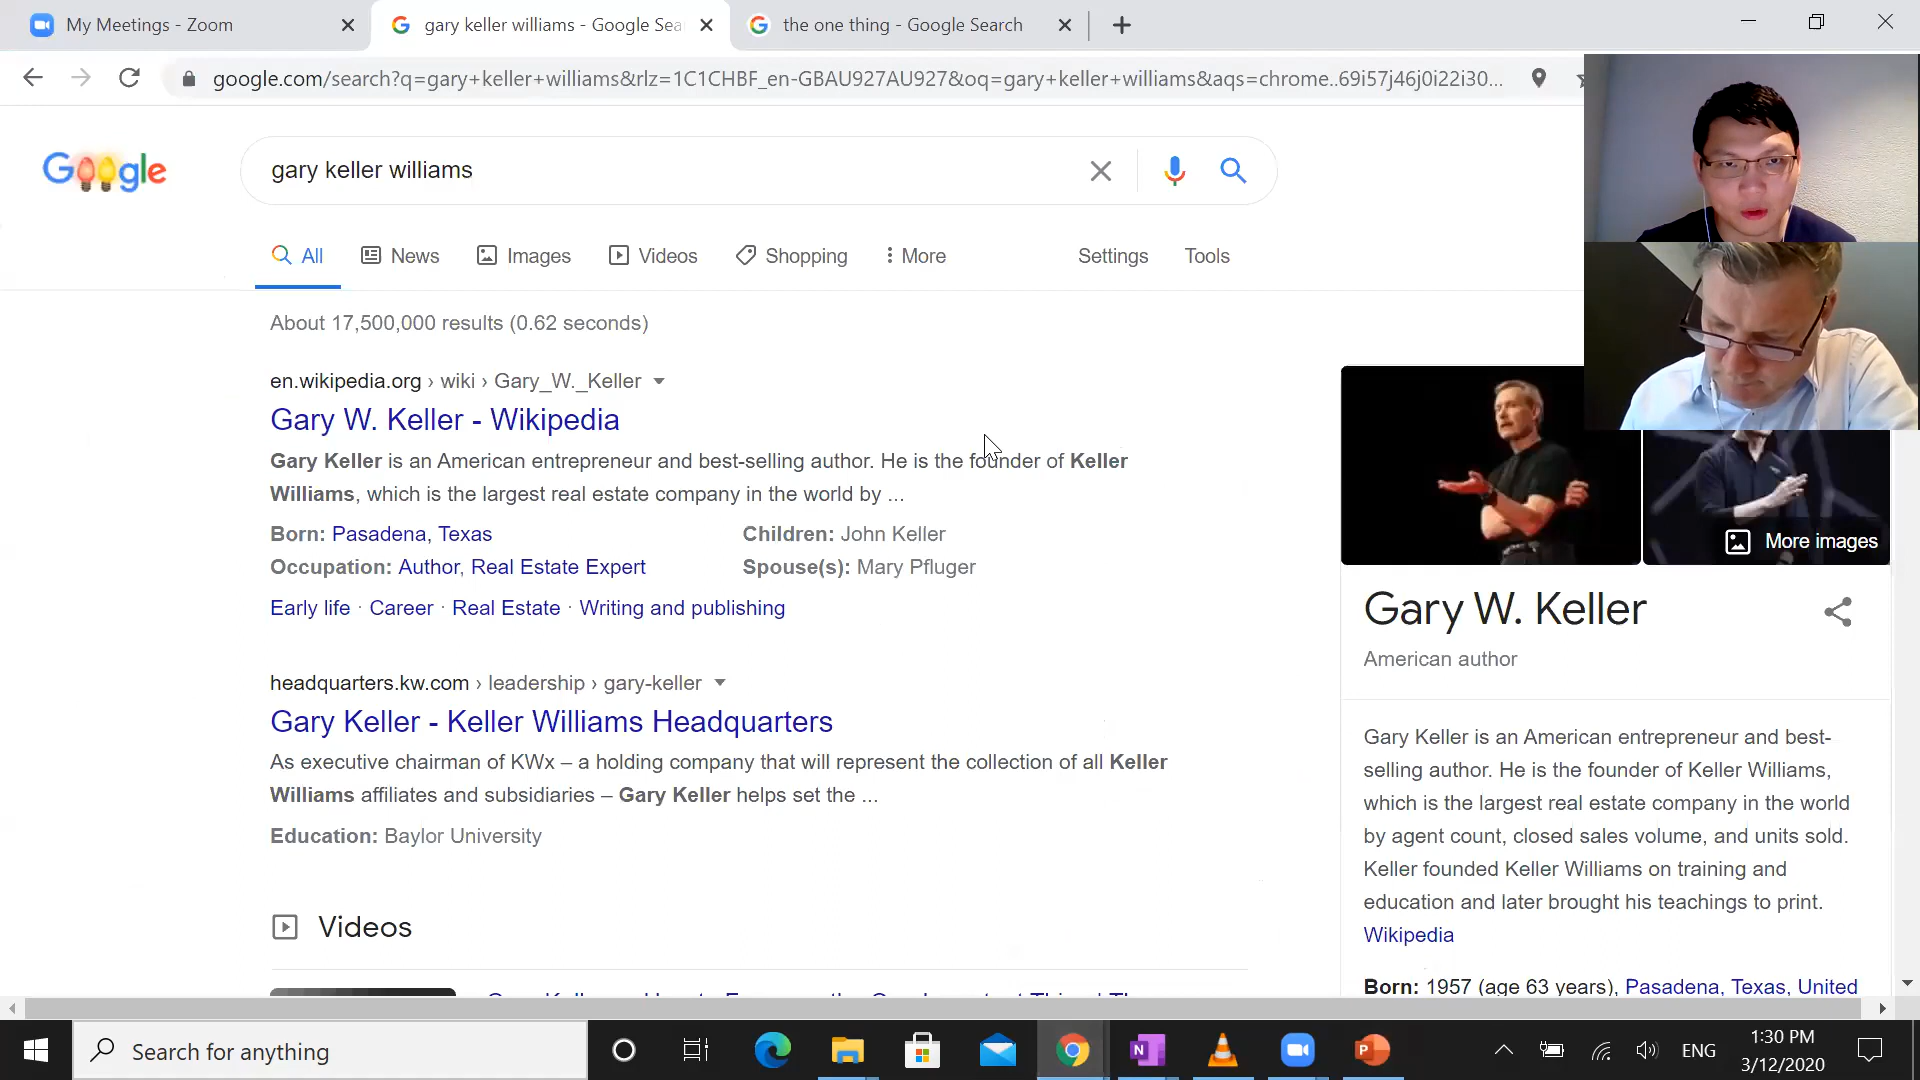 My Meetings - Zoom
gary keller williams - Google Sea
the one thing - Google Search
google.com/search?q=gary+keller+williams&rlz=1C1CHBF_en-GBAU927AU927&oq=gary+keller+williams&aqs=chrome..69i57j46j0i22i30...
Google
gary keller williams
All
News
Images
Videos
Shopping
More
Settings
Tools
About 17,500,000 results (0.62 seconds)
en.wikipedia.org › wiki › Gary_W._Keller
Gary W. Keller - Wikipedia
Gary Keller is an American entrepreneur and best-selling author. He is the founder of Keller
Williams, which is the largest real estate company in the world by ...
Born: Pasadena, Texas
Children: John Keller
Occupation: Author, Real Estate Expert
Spouse(s): Mary Pfluger
Early life · Career · Real Estate · Writing and publishing
headquarters.kw.com › leadership › gary-keller
Gary Keller - Keller Williams Headquarters
As executive chairman of KWx – a holding company that will represent the collection of all Keller
Williams affiliates and subsidiaries – Gary Keller helps set the ...
Education: Baylor University
Videos
More images
Gary W. Keller
American author
Gary Keller is an American entrepreneur and best-
selling author. He is the founder of Keller Williams,
which is the largest real estate company in the world
by agent count, closed sales volume, and units sold.
Keller founded Keller Williams on training and
education and later brought his teachings to print.
Wikipedia
Born: 1957 (age 63 years), Pasadena, Texas, United
Search for anything
ENG
1:30 PM
3/12/2020